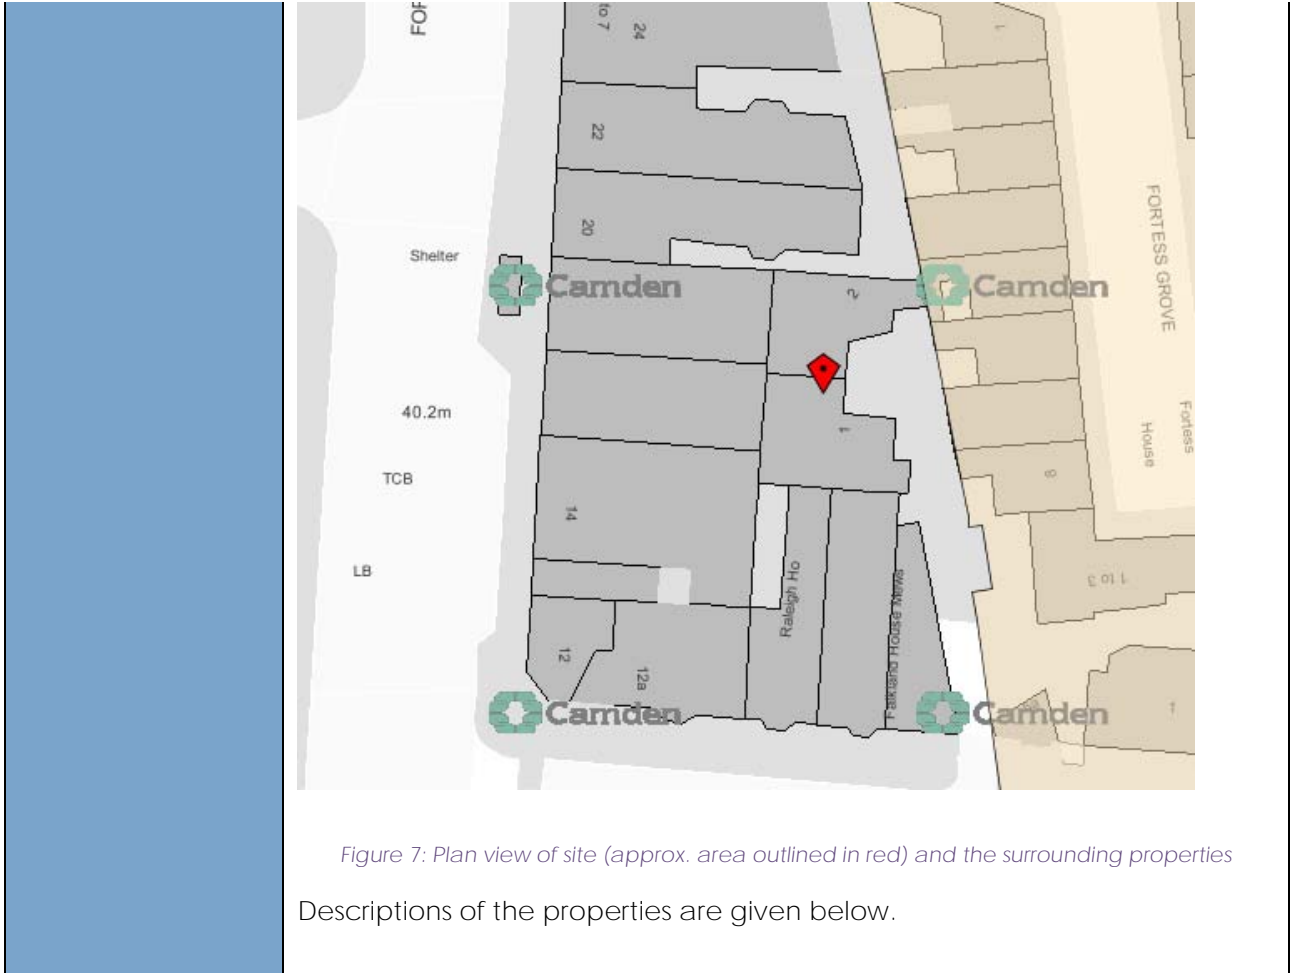 FOR
to 7
24
1
22
20
FORTESS GROVE
Shelter
Camden
Camden
2
40.2m
1
Fortess
House
TCB
9
14
LB
1 to 3
Raleigh Ho
Falkland House Mews
12
12a
Camden
Camden
1
Figure 7: Plan view of site (approx. area outlined in red) and the surrounding properties
Descriptions of the properties are given below.